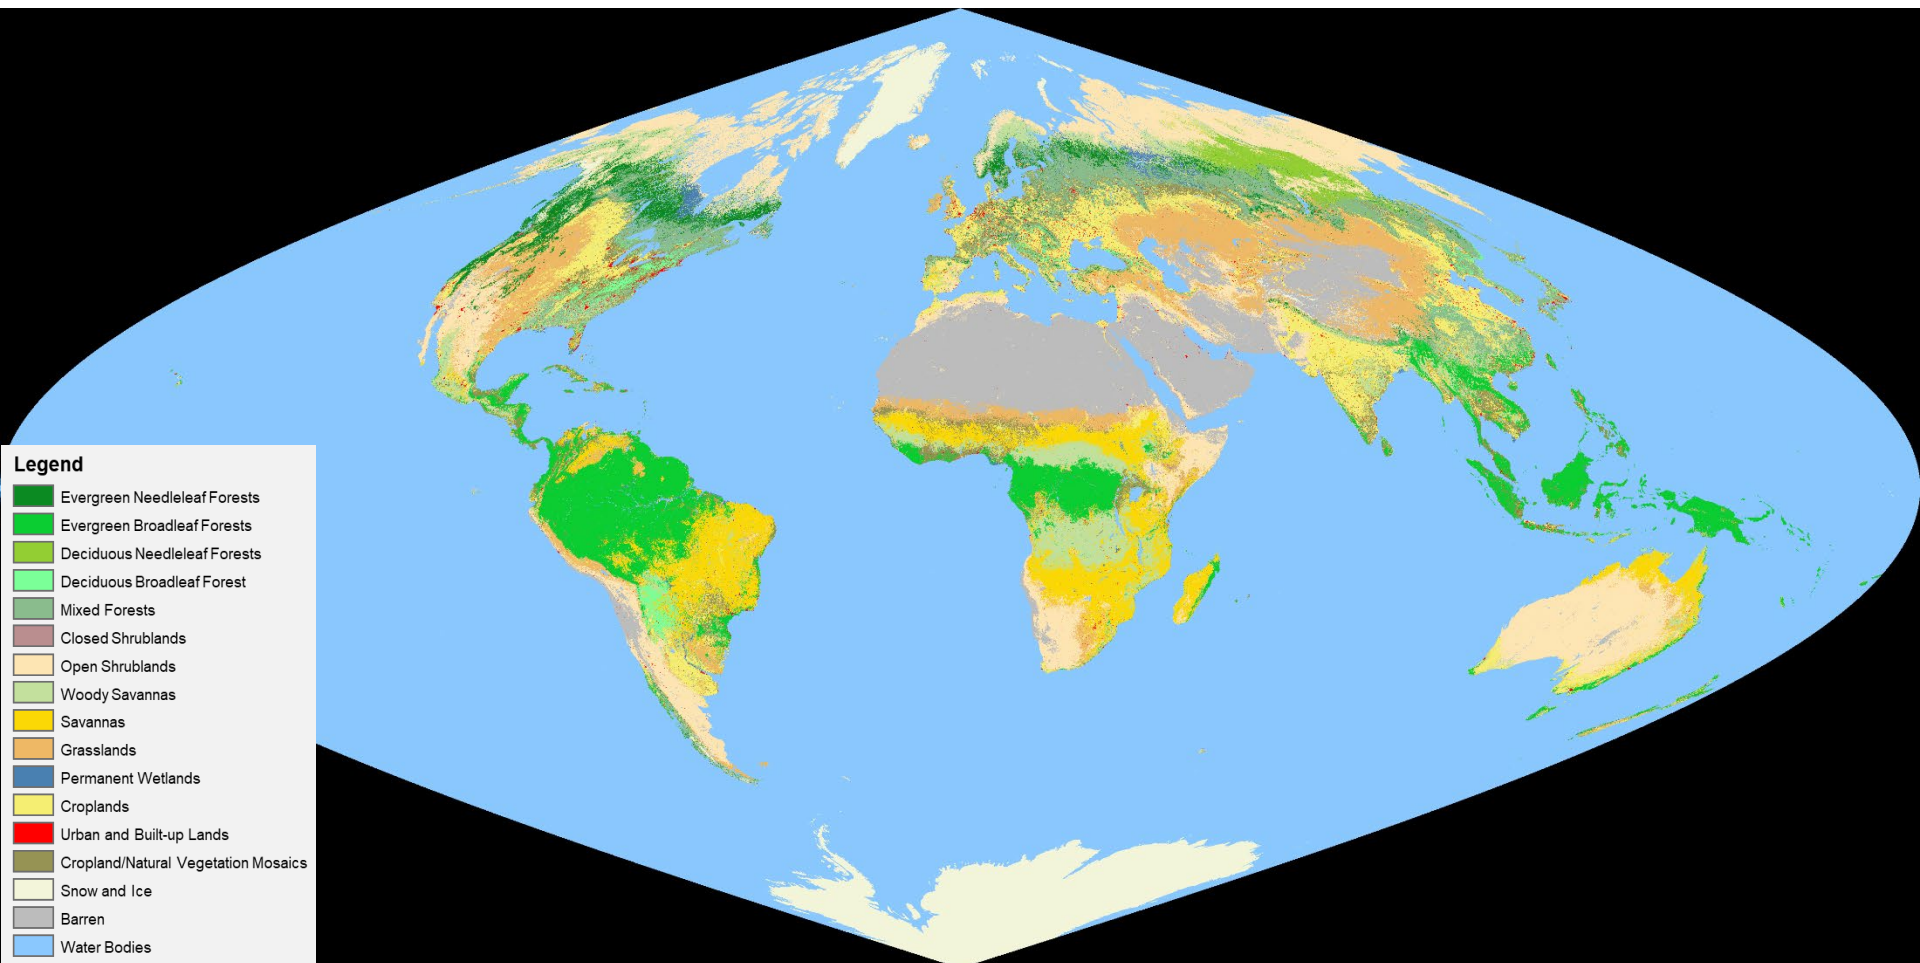 Legend
Evergreen Needleleaf Forests
Evergreen Broadleaf Forests
Deciduous Needleleaf Forests
Deciduous Broadleaf Forest
Mixed Forests
Closed Shrublands
Open Shrublands
Woody Savannas
Savannas
Grasslands
Permanent Wetlands
Croplands
Urban and Built-up Lands
Cropland/Natural Vegetation Mosaics
Snow and Ice
Barren
Water Bodies